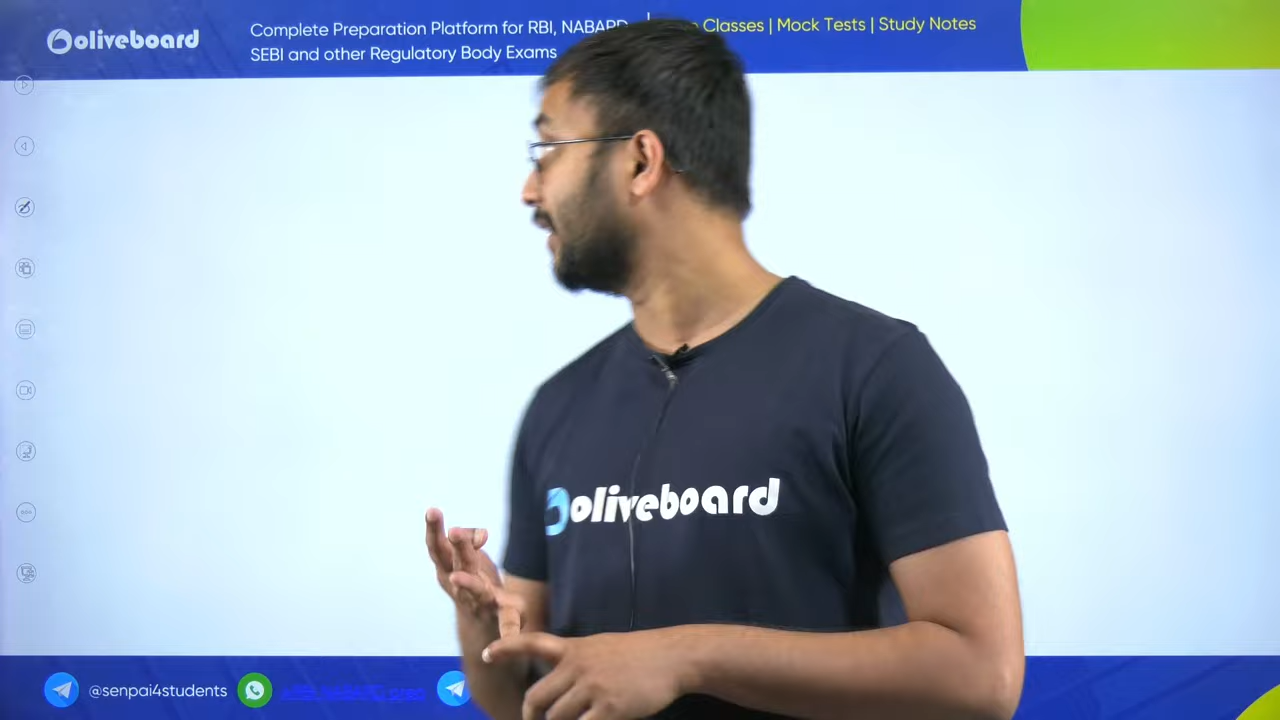 oliveboard
Complete Preparation Platform for RBI, NABARD
SEBI and other Regulatory Body Exams
Classes | Mock Tests | Study Notes
oliveboard
@senpai4students